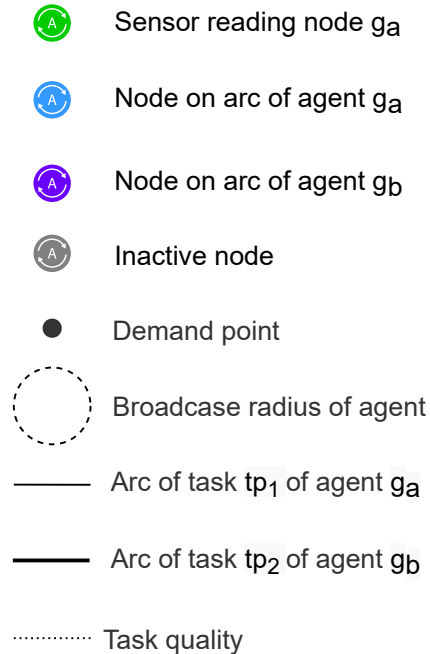 A Sensor reading node ga
A Node on arc of agent ga
A Node on arc of agent gb
A Inactive node
Demand point
Broadcase radius of agent
Arc of task tp1 of agent ga
Arc of task tp2 of agent gb
Task quality